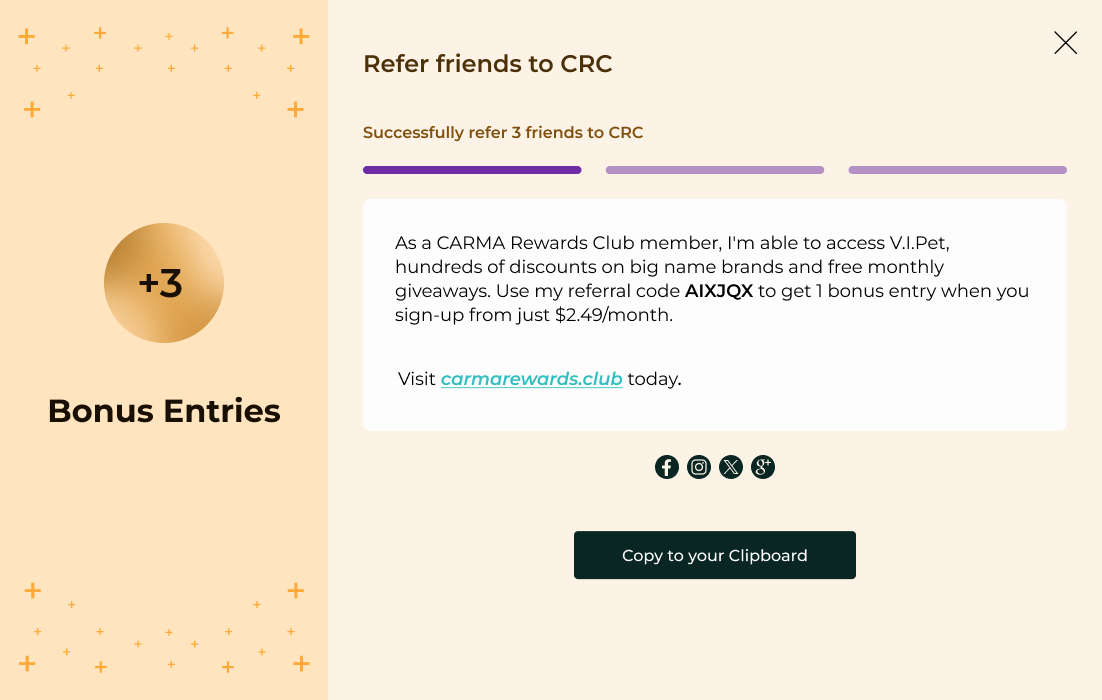 Refer friends to CRC
Successfully refer 3 friends to CRC
+3
Bonus Entries
As a CARMA Rewards Club member, I'm able to access V.I.Pet,
hundreds of discounts on big name brands and free monthly
giveaways. Use my referral code AIXJQX to get 1 bonus entry when you
sign-up from just $2.49/month.
Visit carmarewards.club today.
Copy to your Clipboard